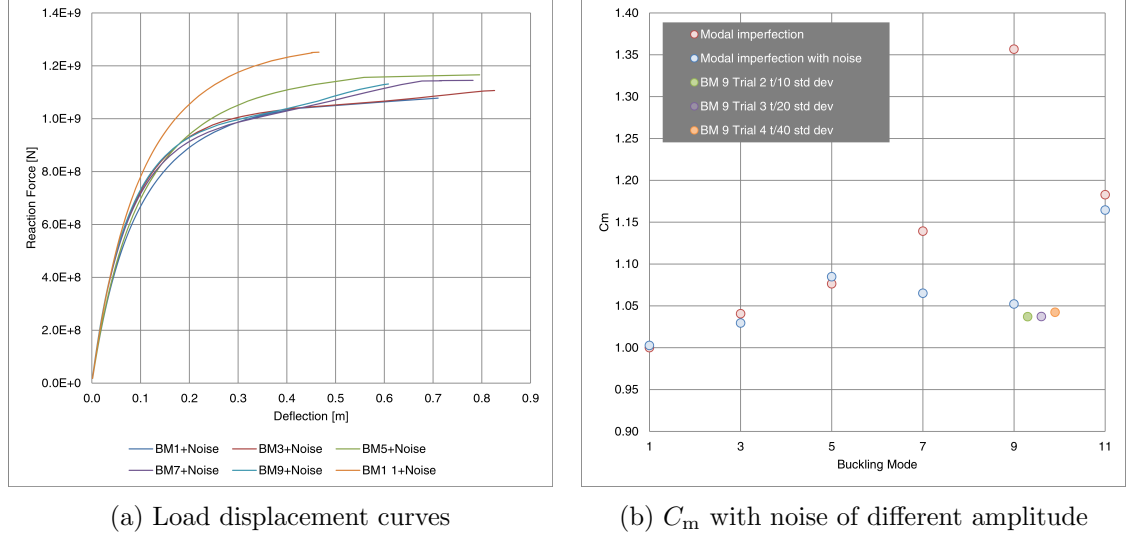 1.4E+9
1.2E+9
1.0E+9
8.0E+8
6.0E+8
4.0E+8
2.0E+8
0.0E+0
Reaction Force [N]
0.0 0.1 0.2 0.3 0.4 0.5 0.6 0.7 0.8 0.9
Deflection [m]
BM1+Noise BM3+Noise BM5+Noise
BM7+Noise BM9+Noise BM1 1+Noise
(a) Load displacement curves
1.40
1.35
1.30
1.25
1.20
1.15
1.10
1.05
1.00
0.95
0.90
Cm
Modal imperfection
Modal imperfection with noise
BM 9 Trial 2 t/10 std dev
BM 9 Trial 3 t/20 std dev
BM 9 Trial 4 t/40 std dev
1 3 5 7 9 11
Buckling Mode
(b) Cm with noise of different amplitude